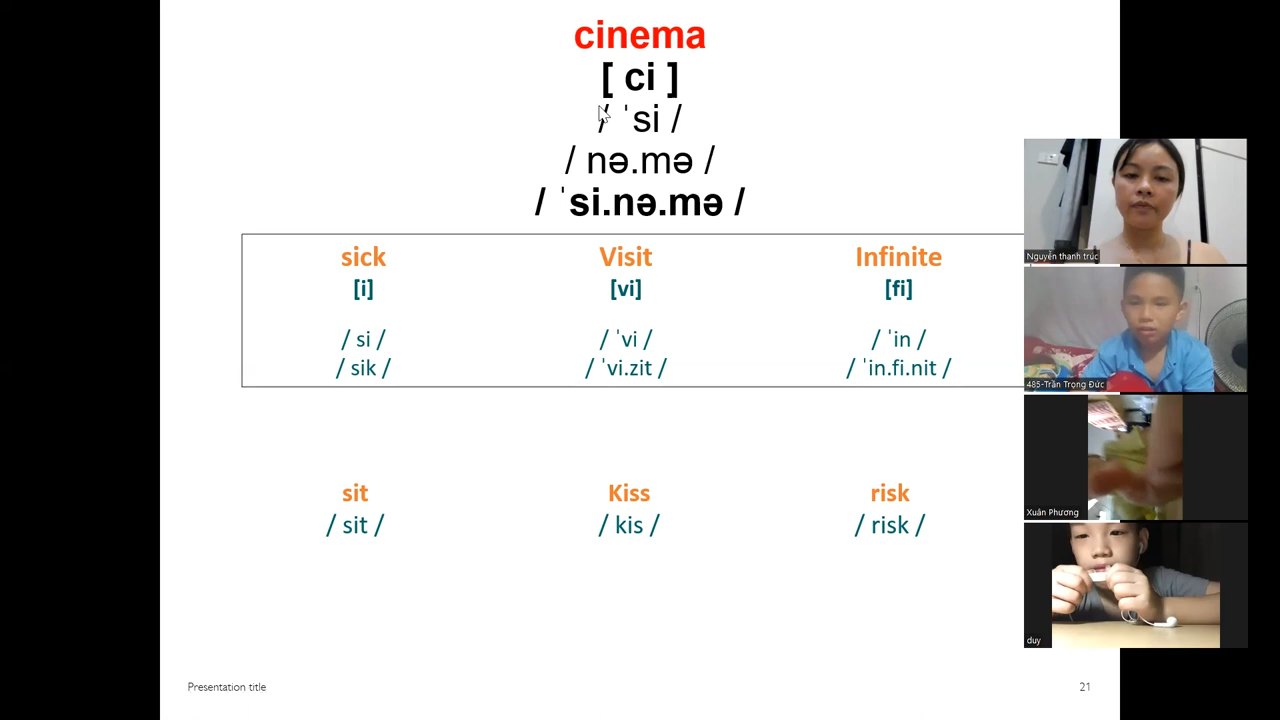 cinema
[ ci ]
/ ˈsi /
/ nə.mə /
/ ˈsi.nə.mə /
sick Visit Infinite
[i] [vi] [fi]
/ si / / ˈvi / / ˈin /
/ sik / / ˈvi.zit / / ˈin.fi.nit /
sit Kiss risk
/ sit / / kis / / risk /
Presentation title 21
Nguyễn thanh trúc
485-Trần Trọng Đức
Xuân Phương
duy